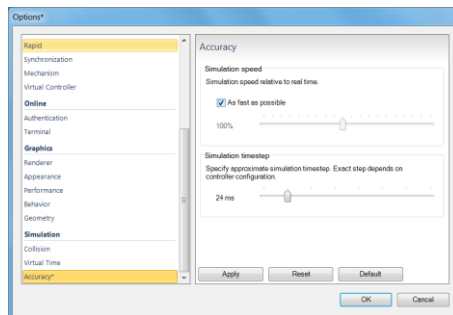 Options*
Rapid
Synchronization
Mechanism
Virtual Controller
Online
Authentication
Terminal
Graphics
Renderer
Appearance
Performance
Behavior
Geometry
Simulation
Collision
Virtual Time
Accuracy*
Accuracy
Simulation speed
Simulation speed relative to real time.
As fast as possible
100%
Simulation timestep
Specify approximate simulation timestep. Exact step depends on
controller configuration.
24 ms
Apply Reset Default
OK Cancel